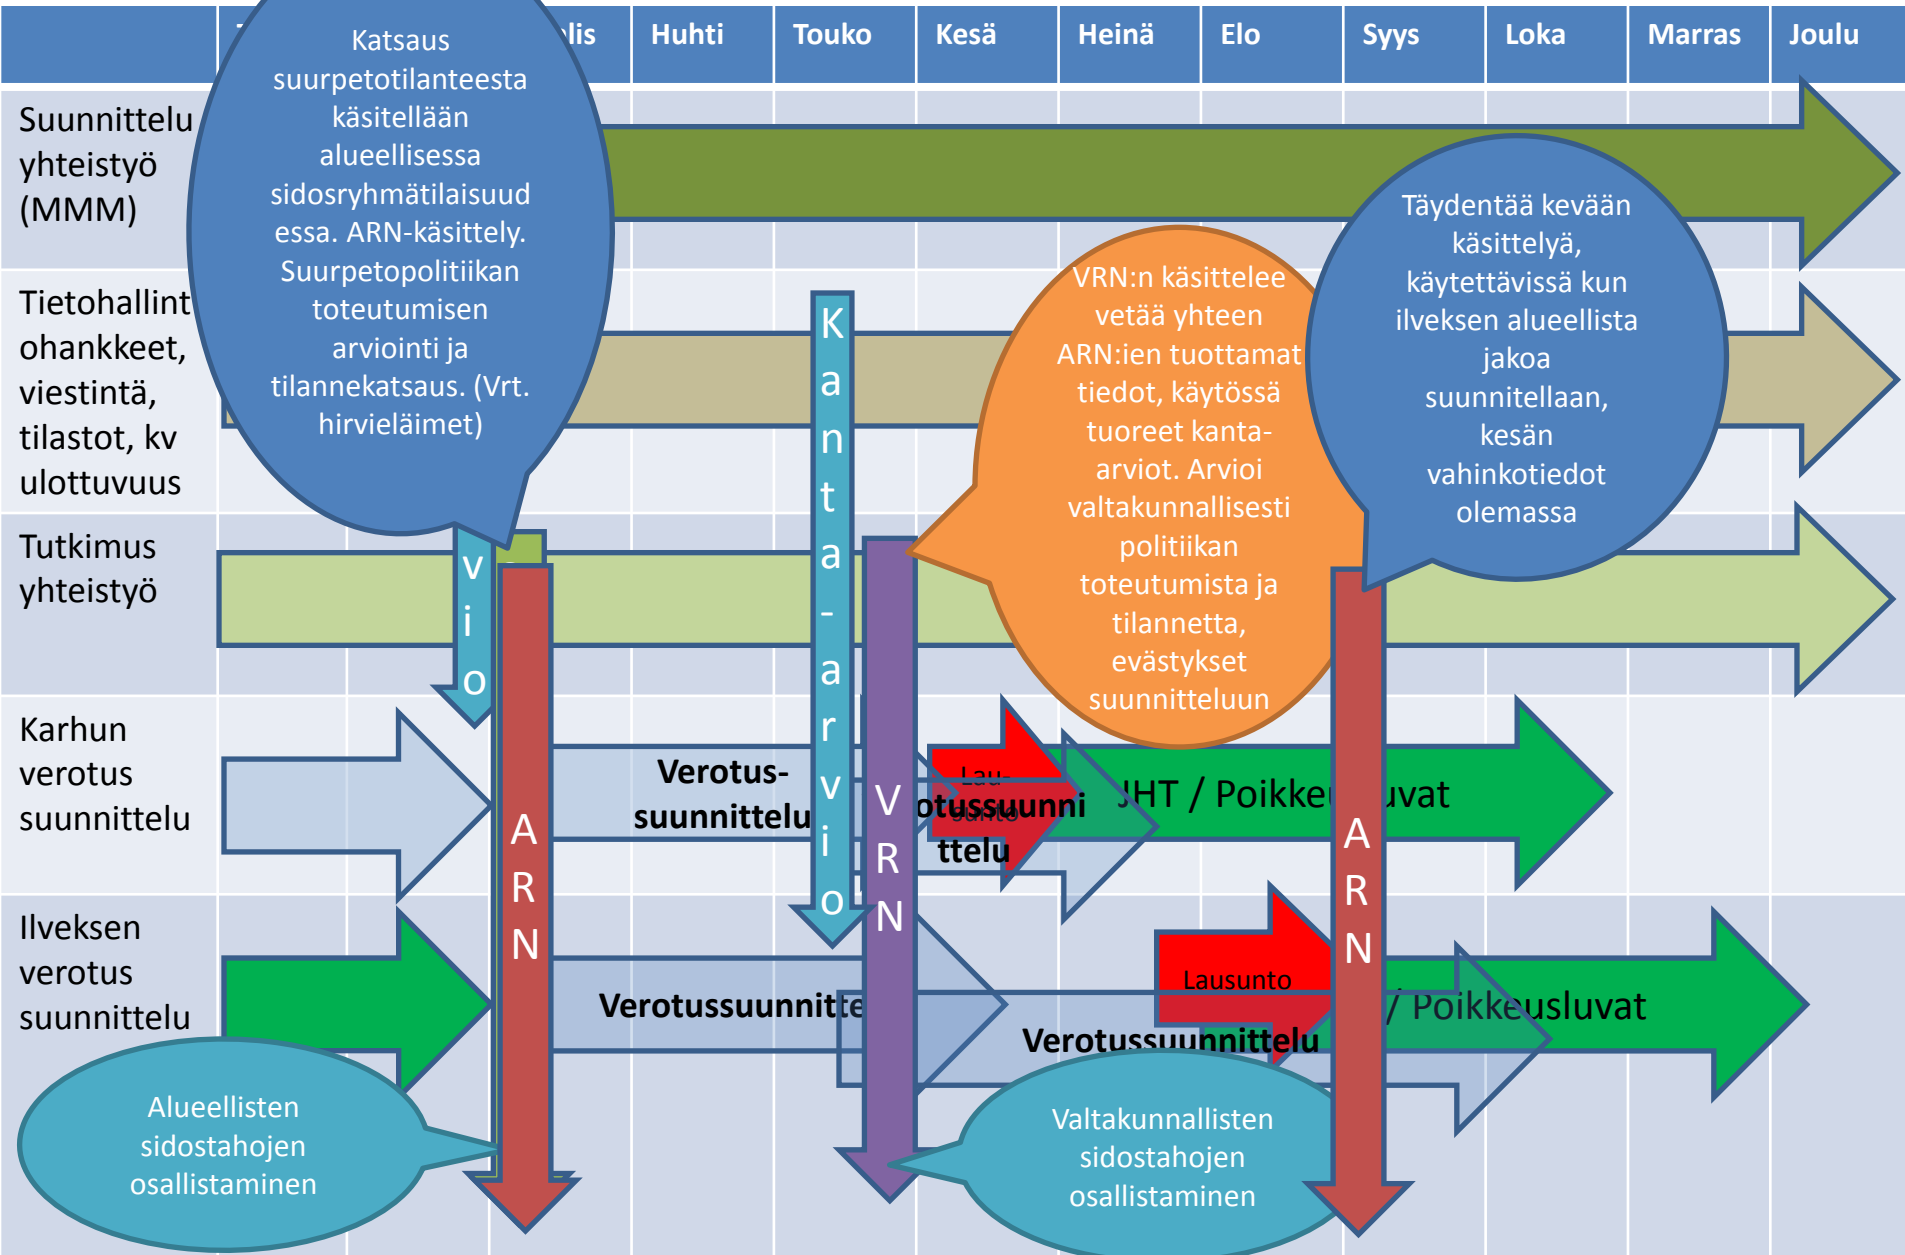 lis
Huhti
Touko
Kesä
Heinä
Elo
Syys
Loka
Marras
Joulu
Suunnittelu
yhteistyö
(MMM)
Katsaus
suurpetotilanteesta
käsitellään
alueellisessa
sidosryhmätilaisuud
essa. ARN-käsittely.
Suurpetopolitiikan
toteutumisen
arviointi ja
tilannekatsaus. (Vrt.
hirvieläimet)
Täydentää kevään
käsittelyä,
käytettävissä kun
ilveksen alueellista
jakoa
suunnitellaan,
kesän
vahinkotiedot
olemassa
VRN:n käsittelee
vetää yhteen
ARN:ien tuottamat
tiedot, käytössä
tuoreet kanta-
arviot. Arvioi
valtakunnallisesti
politiikan
toteutumista ja
tilannetta,
evästykset
suunnitteluun
Tietohallint
ohankkeet,
viestintä,
tilastot, kv
ulottuvuus
K
a
n
t
a
-
a
r
v
i
o
Tutkimus
yhteistyö
v
i
o
Karhun
verotus
suunnittelu
A
R
N
Verotus-
suunnittelu
V
R
N
Lau-
sunto
otussuunni
ttelu
JHT / Poikkeusluvat
A
R
N
Ilveksen
verotus
suunnittelu
Verotussuunnitte
Lausunto
/ Poikkeusluvat
Verotussuunnittelu
Alueellisten
sidostahojen
osallistaminen
Valtakunnallisten
sidostahojen
osallistaminen